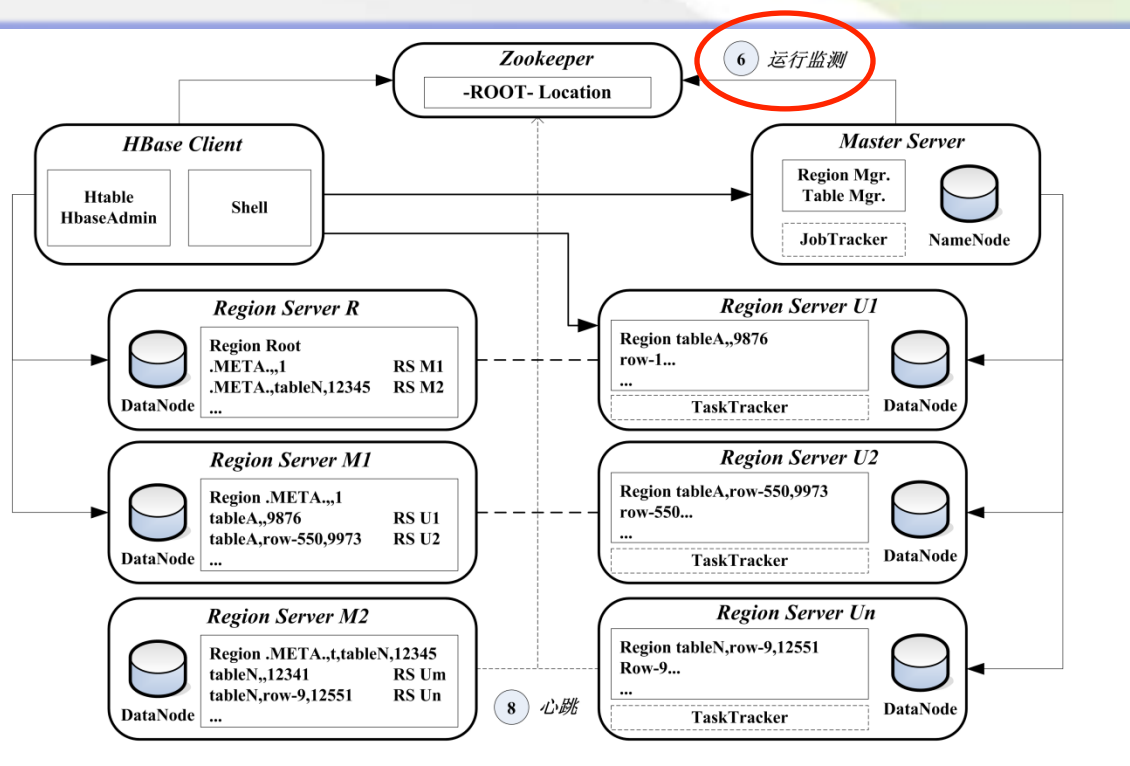 Zookeeper
-ROOT- Location
6 运行监测
HBase Client
Htable
HbaseAdmin
Shell
Master Server
Region Mgr.
Table Mgr.
JobTracker
NameNode
Region Server R
Region Root
.META.,,1 RS M1
.META.,tableN,12345 RS M2
...
DataNode
Region Server U1
Region tableA,,9876
row-1...
...
TaskTracker
DataNode
Region Server M1
Region .META.,,1
tableA,,9876 RS U1
tableA,row-550,9973 RS U2
...
DataNode
Region Server U2
Region tableA,row-550,9973
row-550...
...
TaskTracker
DataNode
Region Server M2
Region .META.,t,tableN,12345
tableN,,12341 RS Um
tableN,row-9,12551 RS Un
...
DataNode
8 心跳
Region Server Un
Region tableN,row-9,12551
Row-9...
...
TaskTracker
DataNode